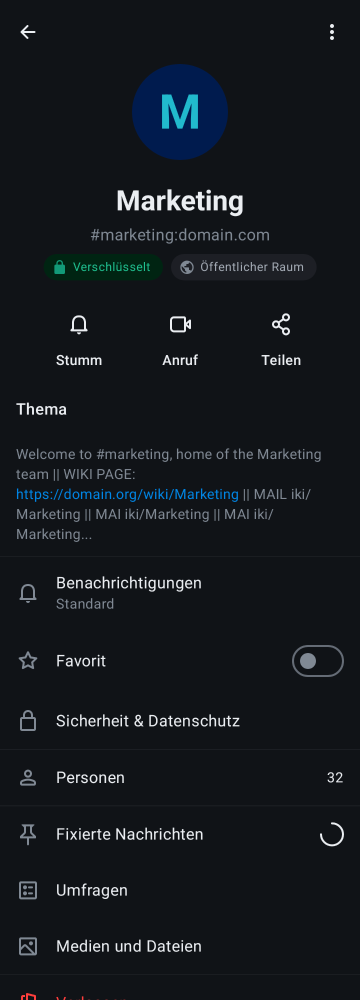 M
Marketing
#marketing:domain.com
Verschlüsselt Öffentlicher Raum
Stumm Anruf Teilen
Thema
Welcome to #marketing, home of the Marketing
team || WIKI PAGE:
https://domain.org/wiki/Marketing || MAIL iki/
Marketing || MAI iki/Marketing || MAI iki/
Marketing...
Benachrichtigungen
Standard
Favorit
Sicherheit & Datenschutz
Personen 32
Fixierte Nachrichten
Umfragen
Medien und Dateien